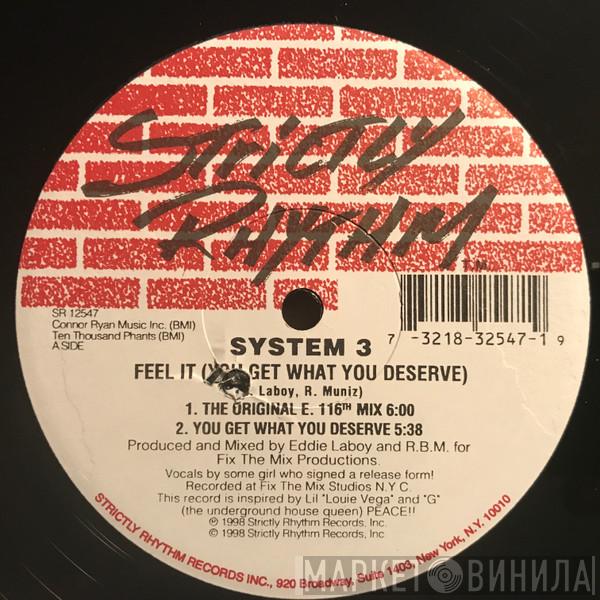 STRICTLY
RHYTHM
T.M.
SR 12547
Connor Ryan Music Inc. (BMI)
Ten Thousand Phants (BMI)
A SIDE
7 -3218-32547-1 9
SYSTEM 3
FEEL IT (YOU GET WHAT YOU DESERVE)
Laboy, R. Muniz)
1. THE ORIGINAL E. 116TH MIX 6:00
2. YOU GET WHAT YOU DESERVE 5:38
Produced and Mixed by Eddie Laboy and R.B.M. for
Fix The Mix Productions.
Vocals by some girl who signed a release form!
Recorded at Fix The Mix Studios N.Y C.
This record is inspired by Lil "Louie Vega" and "G"
(the underground house queen) PEACE!!
℗ 1998 Strictly Rhythm Records, Inc.
© 1998 Strictly Rhythm Records, Inc
STRICTLY RHYTHM RECORDS INC., 920 Broadway, Suite 1403, New York, N.Y. 10010
МАРКЕТ ВИНИЛА